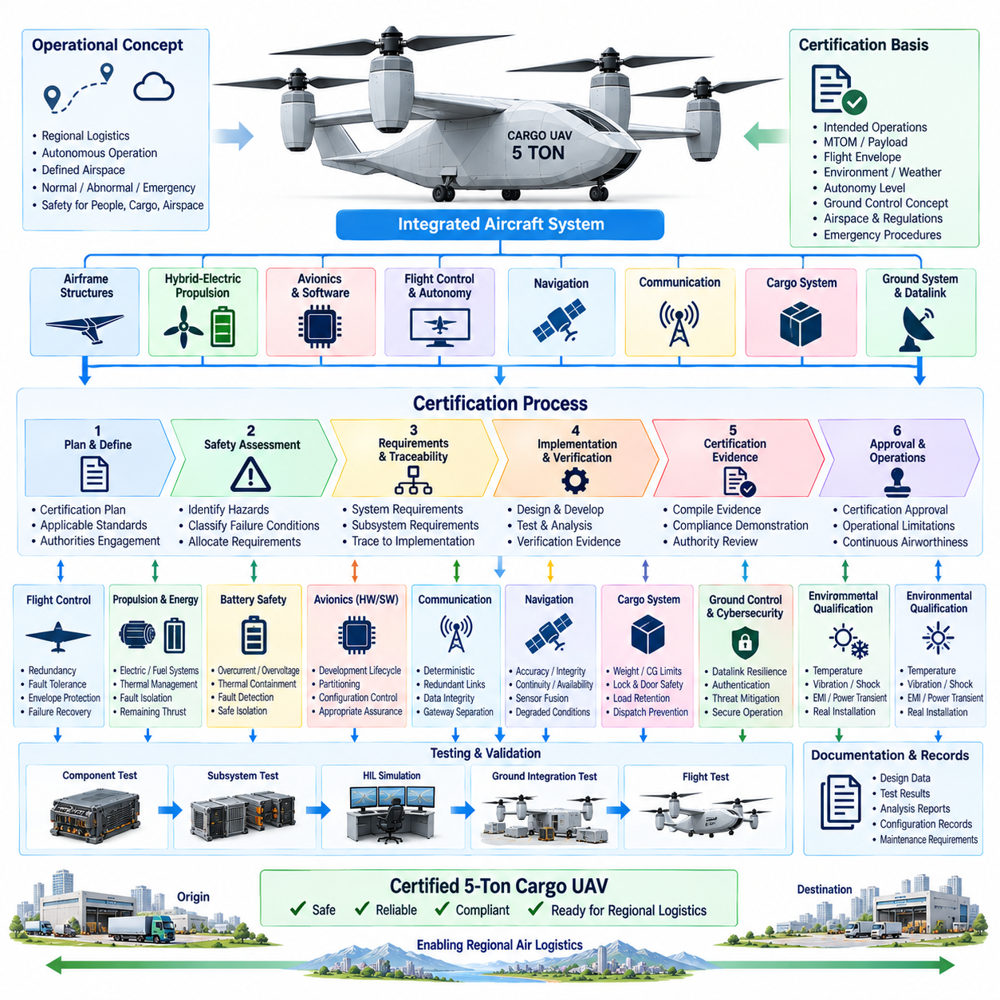 Operational Concept
• Regional Logistics
• Autonomous Operation
• Defined Airspace
• Normal / Abnormal / Emergency
• Safety for People, Cargo, Airspace
CARGO UAV
5 TON
Certification Basis
• Intended Operations
• MTOM / Payload
• Flight Envelope
• Environment / Weather
• Autonomy Level
• Ground Control Concept
• Airspace & Regulations
• Emergency Procedures
Integrated Aircraft System
Airframe
Structures
Hybrid-Electric
Propulsion
Avionics
& Software
Flight Control
& Autonomy
Navigation
Communication
Cargo System
Ground System
& Datalink
Certification Process
1
Plan & Define
• Certification Plan
• Applicable Standards
• Authorities Engagement
2
Safety Assessment
• Identify Hazards
• Classify Failure Conditions
• Allocate Requirements
3
Requirements
& Traceability
• System Requirements
• Subsystem Requirements
• Trace to Implementation
4
Implementation
& Verification
• Design & Develop
• Test & Analysis
• Verification Evidence
5
Certification
Evidence
• Compile Evidence
• Compliance Demonstration
• Authority Review
6
Approval &
Operations
• Certification Approval
• Operational Limitations
• Continuous Airworthiness
Flight Control
• Redundancy
• Fault Tolerance
• Envelope Protection
• Failure Recovery
Propulsion & Energy
• Electric / Fuel Systems
• Thermal Management
• Fault Isolation
• Remaining Thrust
Battery Safety
• Overcurrent / Overvoltage
• Thermal Containment
• Fault Detection
• Safe Isolation
Avionics (HW/SW)
• Development Lifecycle
• Partitioning
• Configuration Control
• Appropriate Assurance
Communication
• Deterministic
• Redundant Links
• Data Integrity
• Gateway Separation
Navigation
• Accuracy / Integrity
• Continuity / Availability
• Sensor Fusion
• Degraded Conditions
Cargo System
• Weight / CG Limits
• Lock & Door Safety
• Load Retention
• Dispatch Prevention
Ground Control
& Cybersecurity
• Datalink Resilience
• Authentication
• Threat Mitigation
• Secure Operation
Environmental
Qualification
• Temperature
• Vibration / Shock
• EMI / Power Transient
• Real Installation
Environmental
Qualification
• Temperature
• Vibration / Shock
• EMI / Power Transient
• Real Installation
Testing & Validation
Component Test
Subsystem Test
HIL Simulation
Ground Integration Test
Flight Test
Documentation & Records
• Design Data
• Test Results
• Analysis Reports
• Configuration Records
• Maintenance Requirements
Origin
Certified 5-Ton Cargo UAV
✓ Safe ✓ Reliable ✓ Compliant ✓ Ready for Regional Logistics
Destination
Enabling Regional Air Logistics